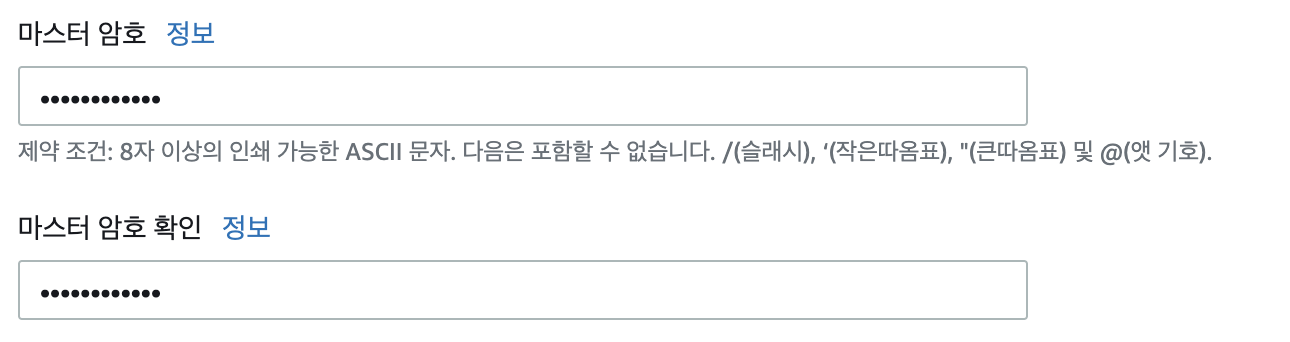 마스터 암호 정보
••••••••••••
제약 조건: 8자 이상의 인쇄 가능한 ASCII 문자. 다음은 포함할 수 없습니다. /(슬래시), ‘(작은따옴표), "(큰따옴표) 및 @(앳 기호).
마스터 암호 확인 정보
••••••••••••